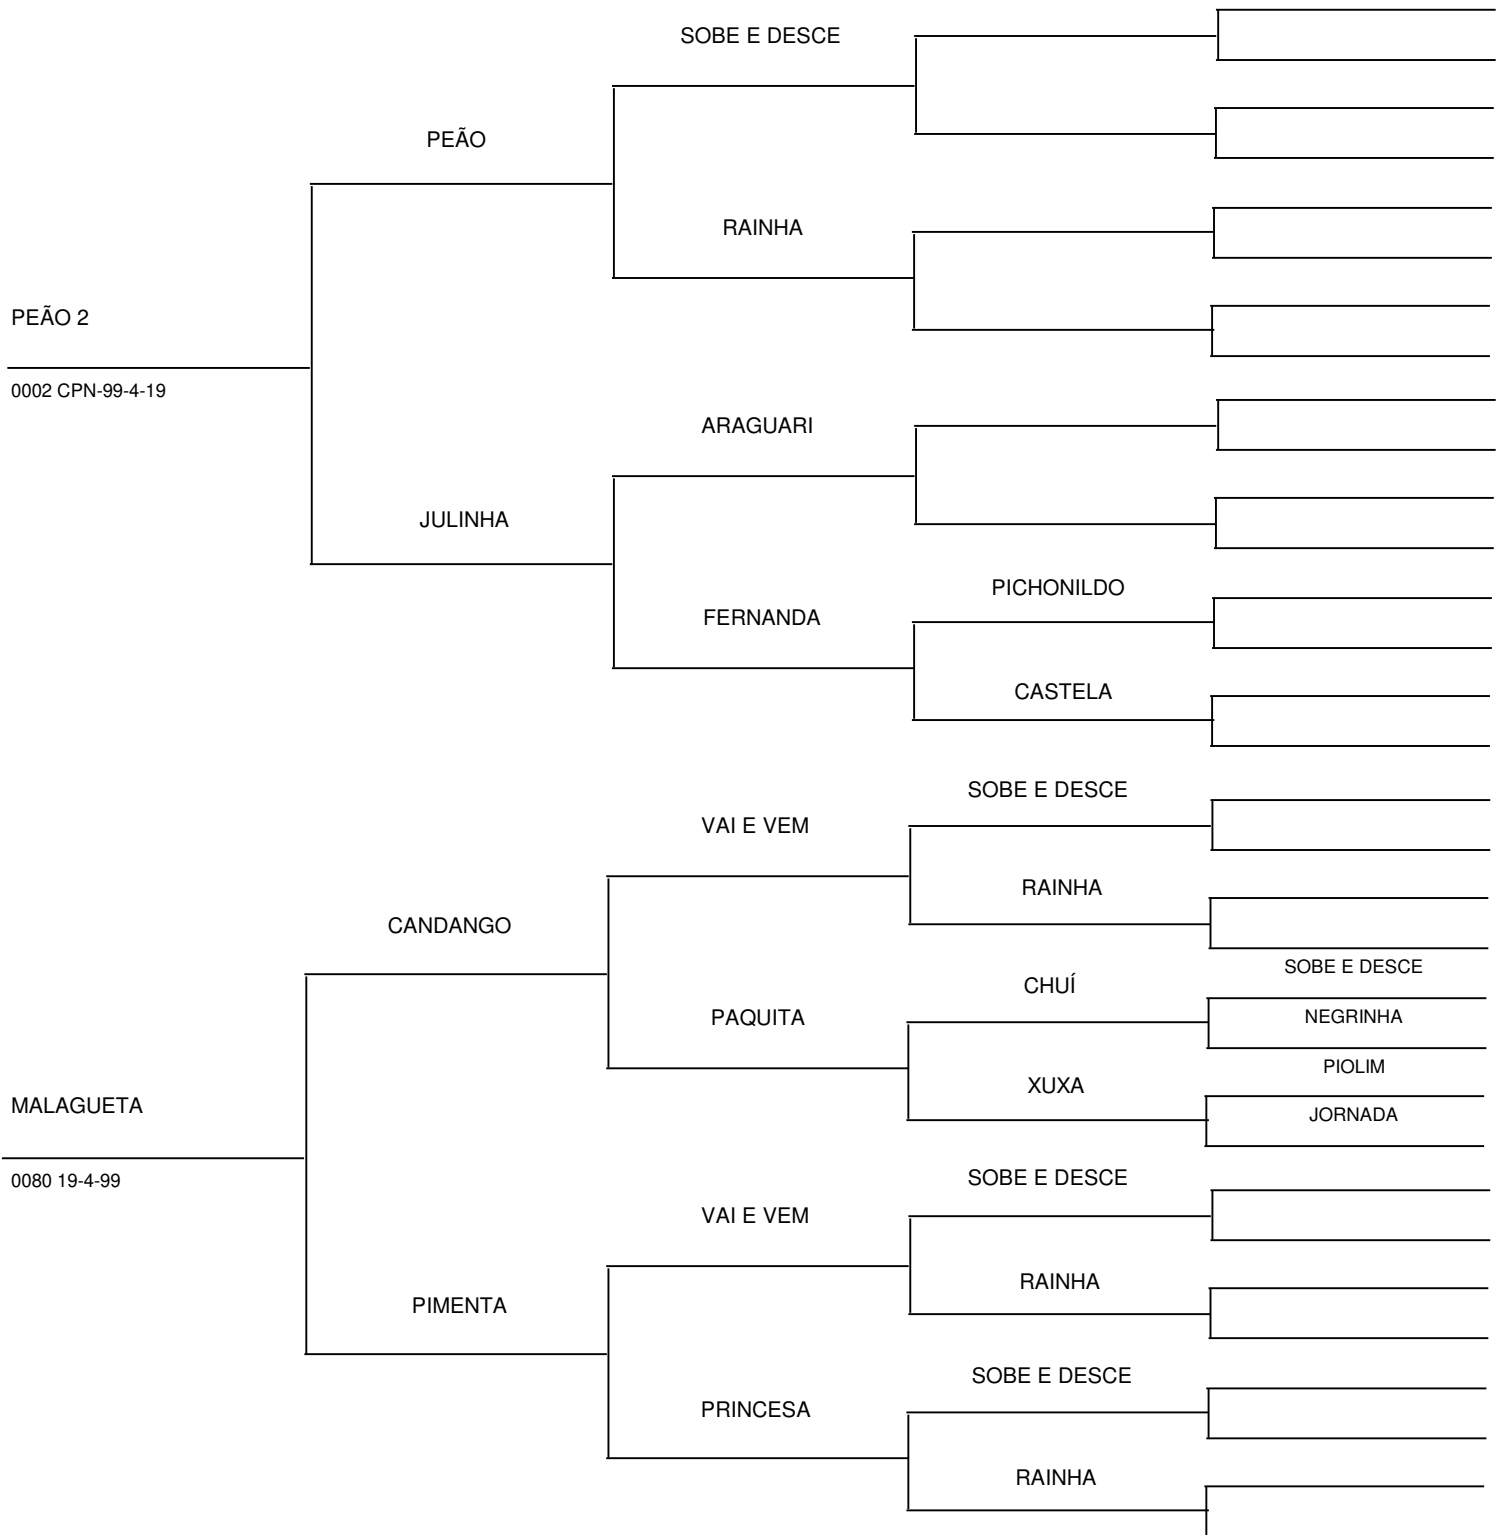 SOBE E DESCE
PEÃO
RAINHA
PEÃO 2
0002 CPN-99-4-19
ARAGUARI
JULINHA
PICHONILDO
FERNANDA
CASTELA
SOBE E DESCE
VAI E VEM
RAINHA
CANDANGO
SOBE E DESCE
CHUÍ
NEGRINHA
PAQUITA
PIOLIM
XUXA
MALAGUETA
JORNADA
SOBE E DESCE
0080 19-4-99
VAI E VEM
RAINHA
PIMENTA
SOBE E DESCE
PRINCESA
RAINHA